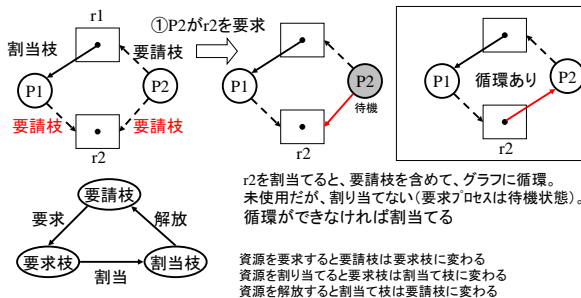 r1
①P2がr2を要求
割当枝
要請枝
P1
P2
要請枝
要請枝
r2
P1
P2
待機
r2
P1
P2
循環あり
r2
r2を割当てると、要請枝を含めて、グラフに循環。
未使用だが、割り当てない(要求プロセスは待機状態)。
循環ができなければ割当てる
要請枝
要求
解放
要求枝
割当
割当枝
資源を要求すると要請枝は要求枝に変わる
資源を割り当てると要求枝は割当て枝に変わる
資源を解放すると割当て枝は要請枝に変わる